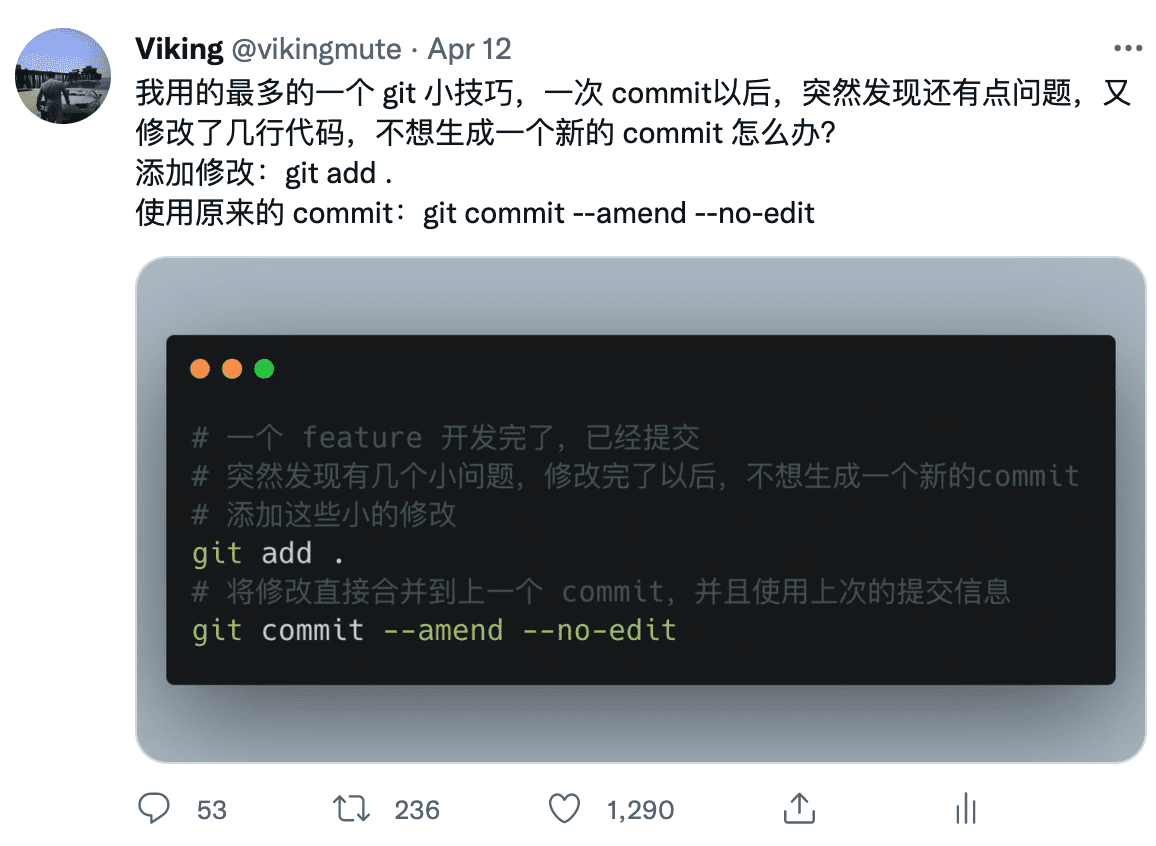 Viking @vikingmute · Apr 12
我用的最多的一个 git 小技巧，一次 commit以后，突然发现还有点问题，又
修改了几行代码，不想生成一个新的 commit 怎么办?
添加修改：git add .
使用原来的 commit：git commit --amend --no-edit
# 一个 feature 开发完了，已经提交
# 突然发现有几个小问题，修改完了以后，不想生成一个新的commit
# 添加这些小的修改
git add .
# 将修改直接合并到上一个 commit，并且使用上次的提交信息
git commit --amend --no-edit
53 236 1,290